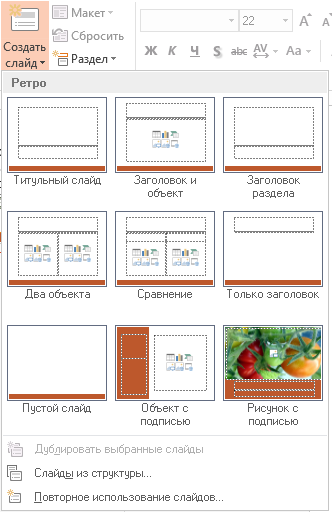 Создать слайд
Макет
Сбросить
Раздел
22
А А
Ж К Ч S abc AV Aa
Ретро
Титульный слайд
Заголовок и объект
Заголовок раздела
Два объекта
Сравнение
Только заголовок
Пустой слайд
Объект с подписью
Рисунок с подписью
Дублировать выбранные слайды
Слайды из структуры...
Повторное использование слайдов...